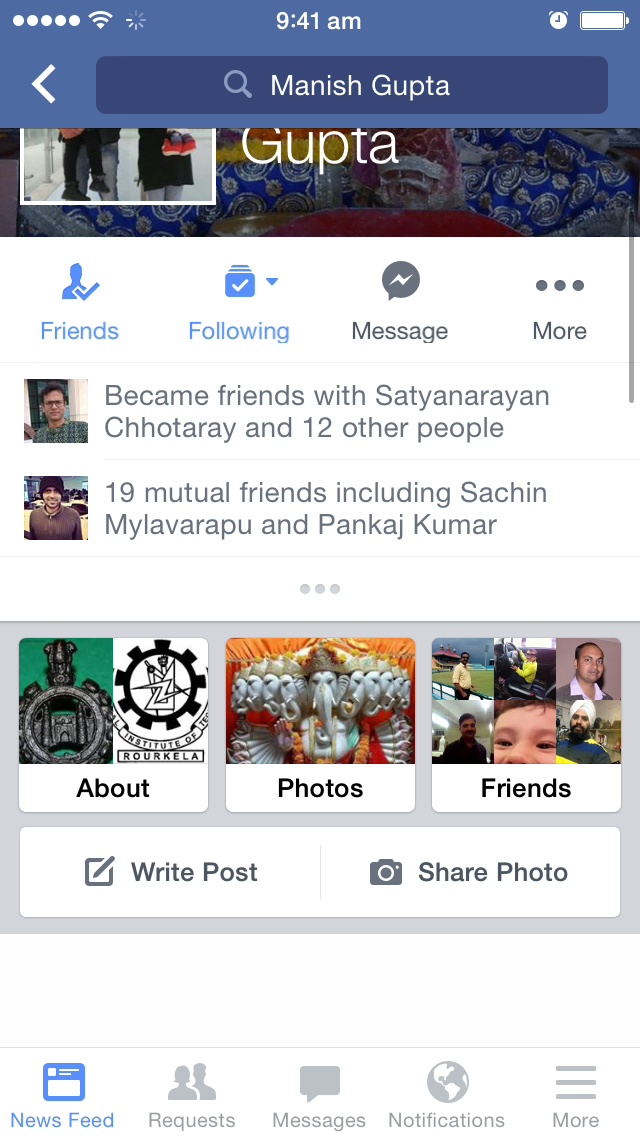 9:41 am
Manish Gupta
Gupta
Friends
Following
Message
More
Became friends with Satyanarayan
Chhotaray and 12 other people
19 mutual friends including Sachin
Mylavarapu and Pankaj Kumar
INSTITUTE OF
ROURKELA
About
Photos
Friends
Write Post
Share Photo
News Feed
Requests
Messages
Notifications
More